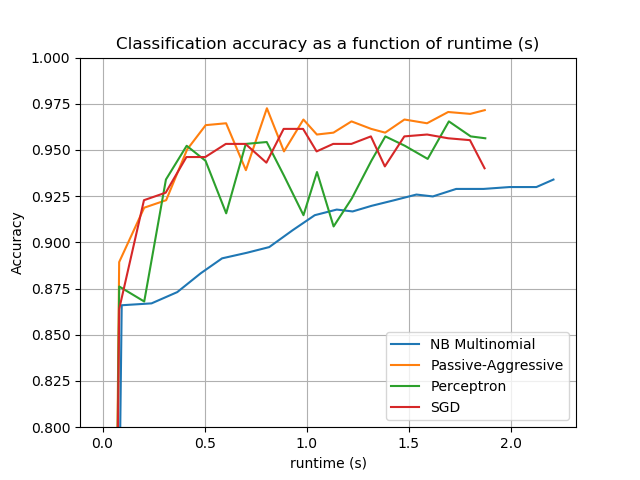 Classification accuracy as a function of runtime (s)
1.000
0.975
0.950
0.925
0.900
0.875
0.850
0.825
0.800
Accuracy
NB Multinomial
Passive-Aggressive
Perceptron
SGD
0.0 0.5 1.0 1.5 2.0
runtime (s)